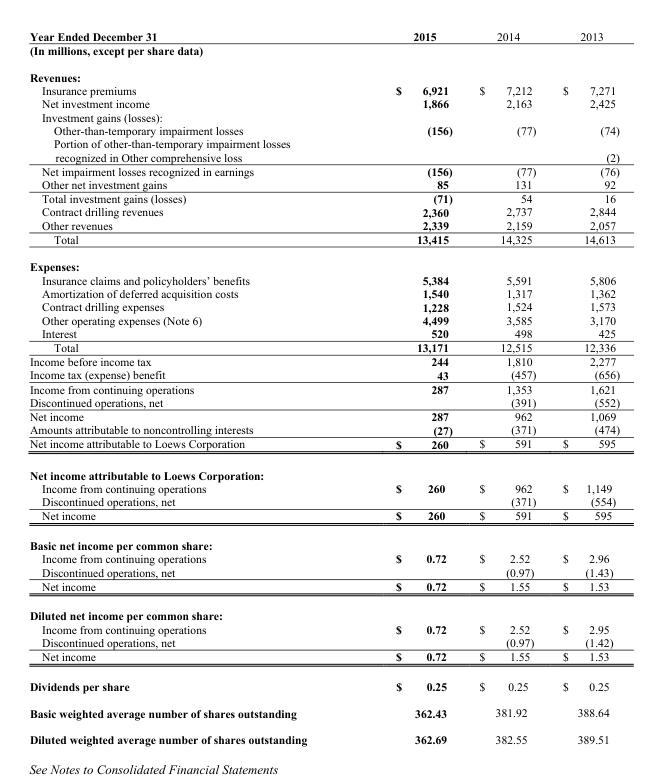 Year Ended December 31 2015 2014 2013
(In millions, except per share data)
Revenues:
Insurance premiums $ 6,921 $ 7,212 $ 7,271
Net investment income 1,866 2,163 2,425
Investment gains (losses):
Other-than-temporary impairment losses (156) (77) (74)
Portion of other-than-temporary impairment losses
recognized in Other comprehensive loss (2)
Net impairment losses recognized in earnings (156) (77) (76)
Other net investment gains 85 131 92
Total investment gains (losses) (71) 54 16
Contract drilling revenues 2,360 2,737 2,844
Other revenues 2,339 2,159 2,057
Total 13,415 14,325 14,613
Expenses:
Insurance claims and policyholders’ benefits 5,384 5,591 5,806
Amortization of deferred acquisition costs 1,540 1,317 1,362
Contract drilling expenses 1,228 1,524 1,573
Other operating expenses (Note 6) 4,499 3,585 3,170
Interest 520 498 425
Total 13,171 12,515 12,336
Income before income tax 244 1,810 2,277
Income tax (expense) benefit 43 (457) (656)
Income from continuing operations 287 1,353 1,621
Discontinued operations, net (391) (552)
Net income 287 962 1,069
Amounts attributable to noncontrolling interests (27) (371) (474)
Net income attributable to Loews Corporation $ 260 $ 591 $ 595
Net income attributable to Loews Corporation:
Income from continuing operations $ 260 $ 962 $ 1,149
Discontinued operations, net (371) (554)
Net income $ 260 $ 591 $ 595
Basic net income per common share:
Income from continuing operations $ 0.72 $ 2.52 $ 2.96
Discontinued operations, net (0.97) (1.43)
Net income $ 0.72 $ 1.55 $ 1.53
Diluted net income per common share:
Income from continuing operations $ 0.72 $ 2.52 $ 2.95
Discontinued operations, net (0.97) (1.42)
Net income $ 0.72 $ 1.55 $ 1.53
Dividends per share $ 0.25 $ 0.25 $ 0.25
Basic weighted average number of shares outstanding 362.43 381.92 388.64
Diluted weighted average number of shares outstanding 362.69 382.55 389.51
See Notes to Consolidated Financial Statements